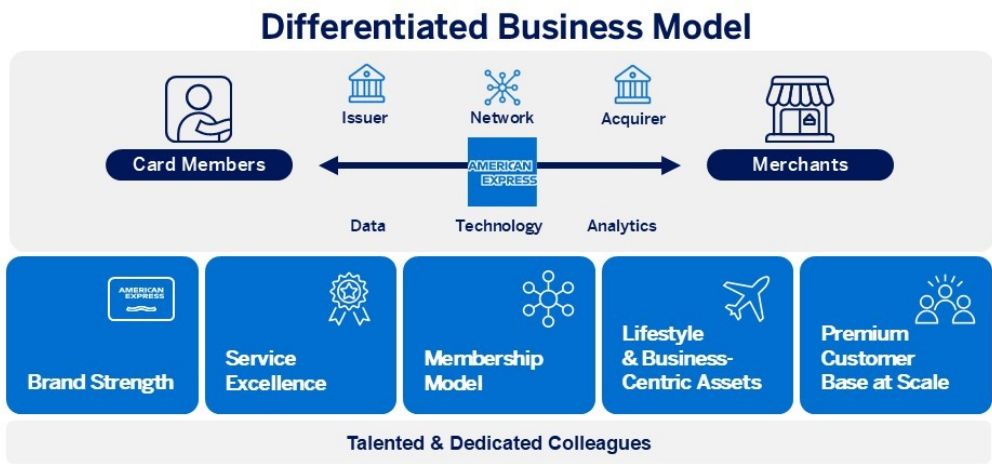 Differentiated Business Model
Issuer
Network
Acquirer
Card Members
AMERICAN
EXPRESS
Merchants
Data
Technology
Analytics
AMERICAN
EXPRESS
Brand Strength
Service
Excellence
Membership
Model
Lifestyle
& Business-
Centric Assets
Premium
Customer
Base at Scale
Talented & Dedicated Colleagues